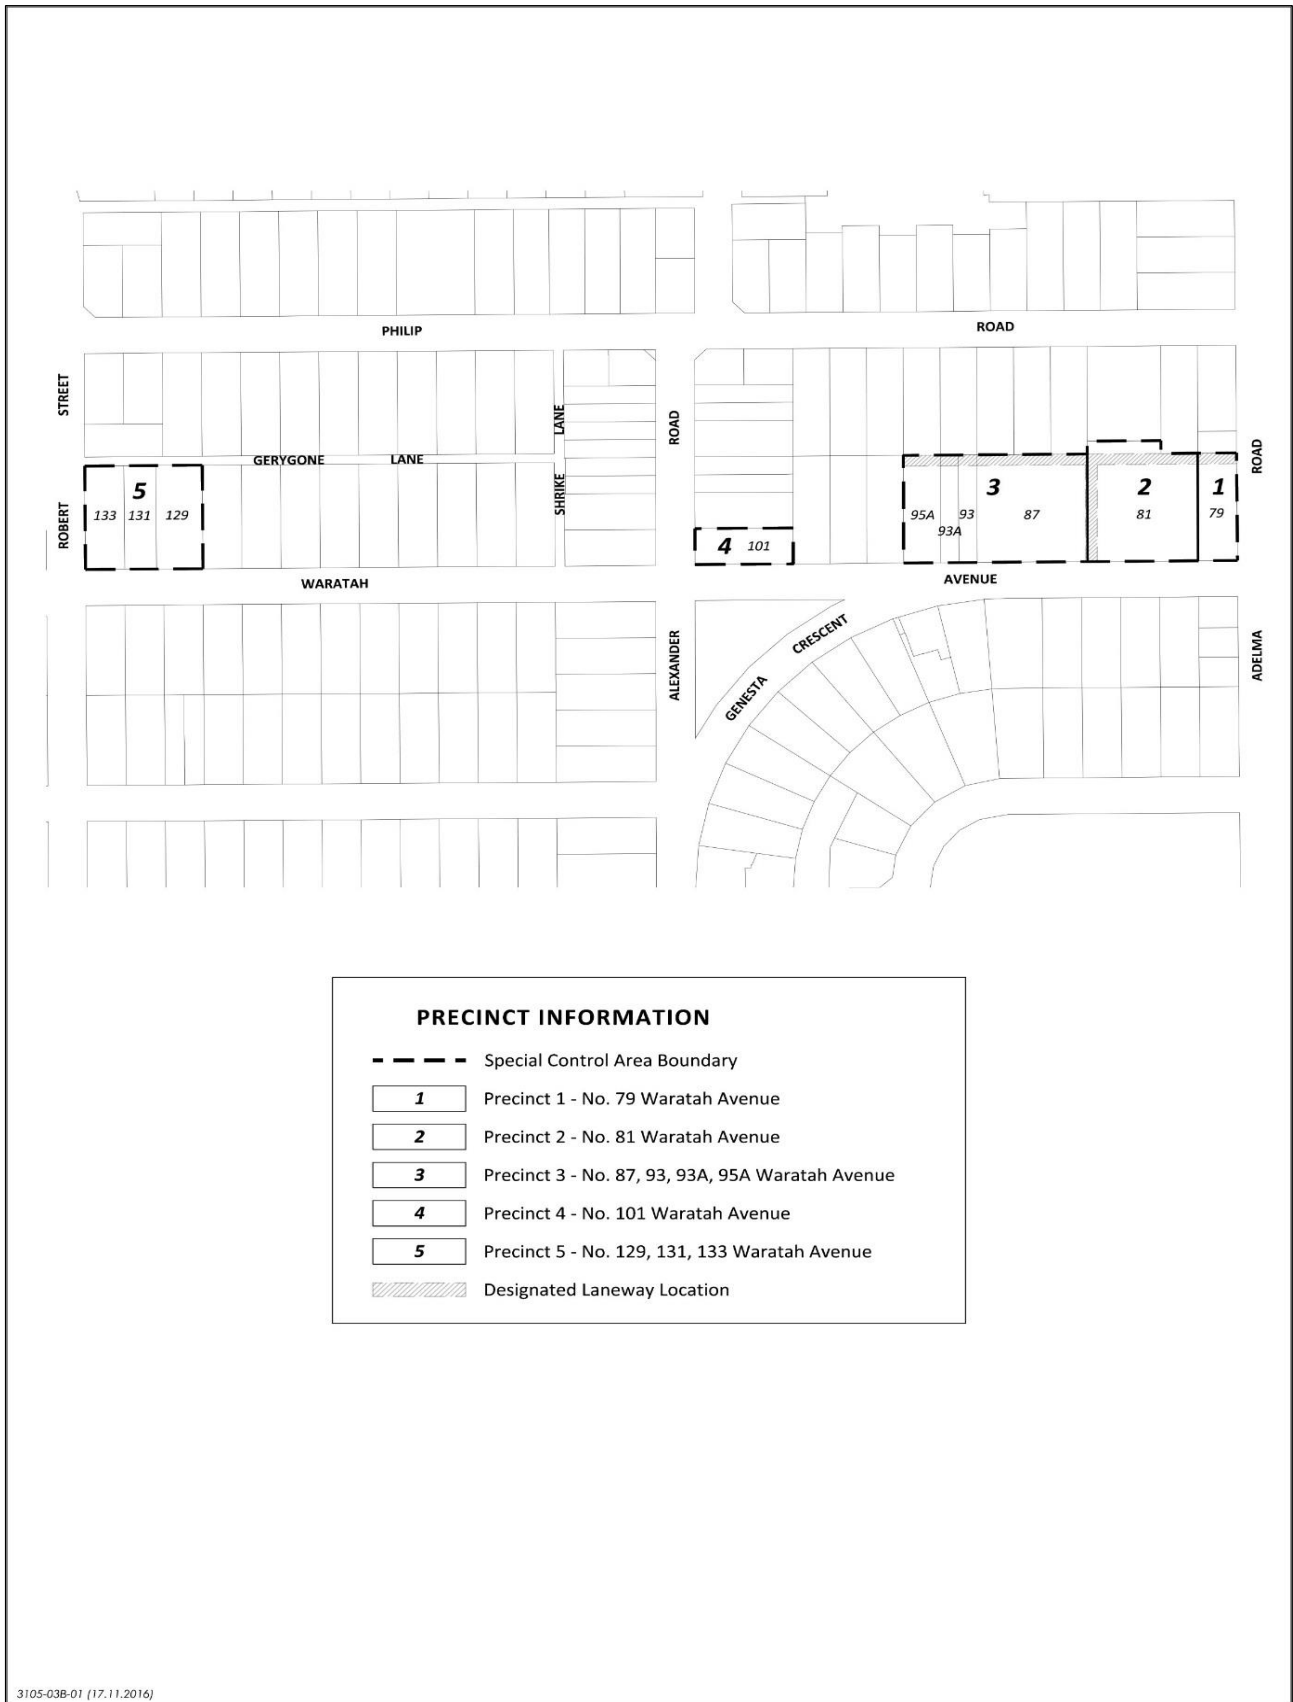 PHILIP
ROAD
STREET
LANE
ROAD
ROAD
GERYGONE LANE
5
133 131 129
ROBERT
SHRIKE
3
95A 93 87
93A
2
81
1
79
4 101
WARATAH
AVENUE
ALEXANDER
GENESTA CRESCENT
ADELMA
PRECINCT INFORMATION
Special Control Area Boundary
1 Precinct 1 - No. 79 Waratah Avenue
2 Precinct 2 - No. 81 Waratah Avenue
3 Precinct 3 - No. 87, 93, 93A, 95A Waratah Avenue
4 Precinct 4 - No. 101 Waratah Avenue
5 Precinct 5 - No. 129, 131, 133 Waratah Avenue
Designated Laneway Location
3105-03B-01 (17.11.2016)